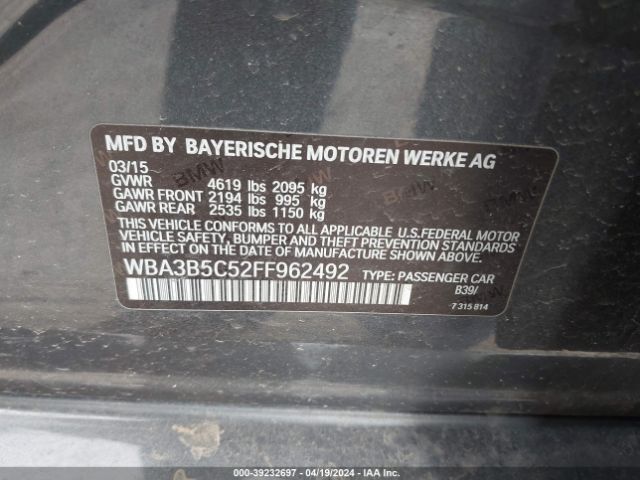 MFD BY BAYERISCHE MOTOREN WERKE AG
03/15
GVWR 4619 lbs 2095 kg
GAWR FRONT 2194 lbs 995 kg
GAWR REAR 2535 lbs 1150 kg
THIS VEHICLE CONFORMS TO ALL APPLICABLE U.S.FEDERAL MOTOR
VEHICLE SAFETY, BUMPER AND THEFT PREVENTION STANDARDS
IN EFFECT ON THE DATE OF MANUFACTURE SHOWN ABOVE.
WBA3B5C52FF962492 TYPE: PASSENGER CAR
B39/
7315814
BMW
000-39232697 - 04/19/2024 - IAA Inc.